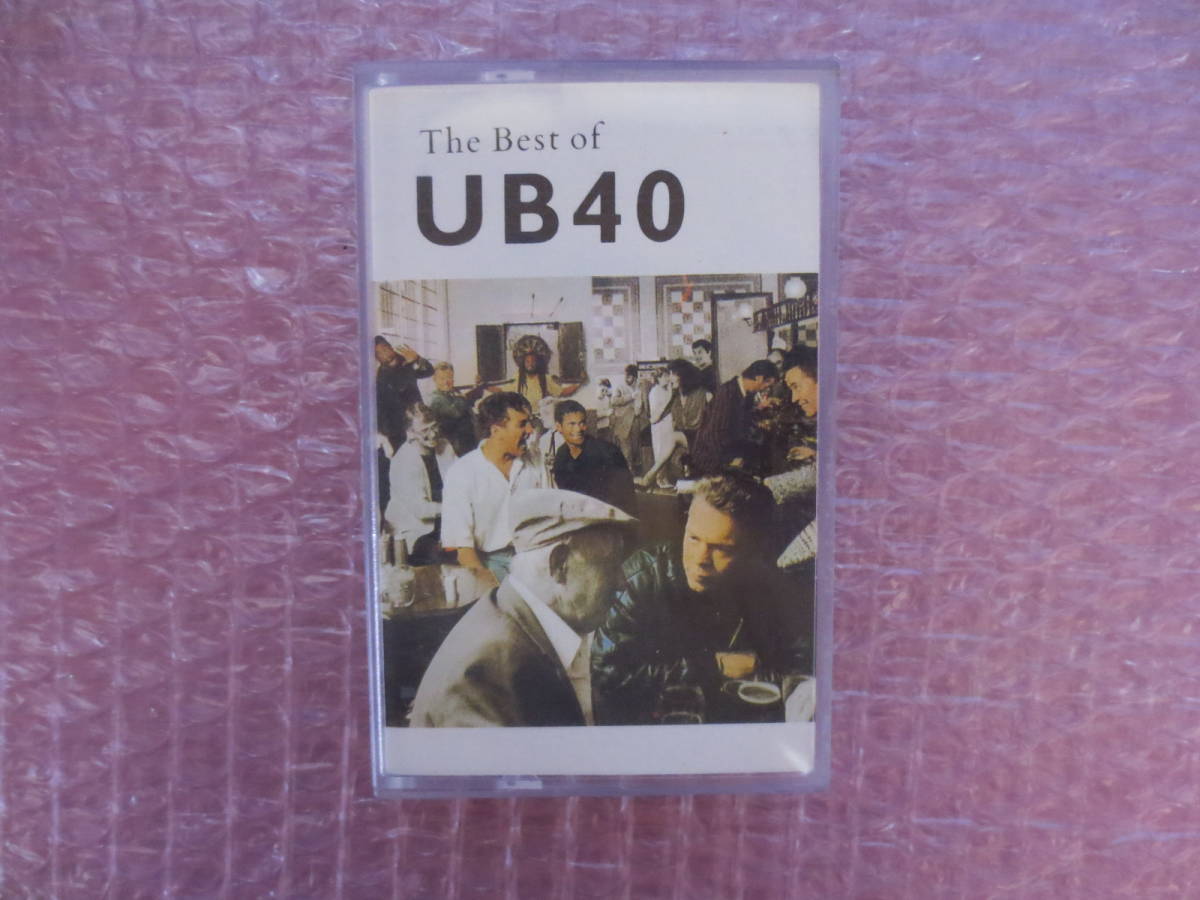 The Best of
UB40